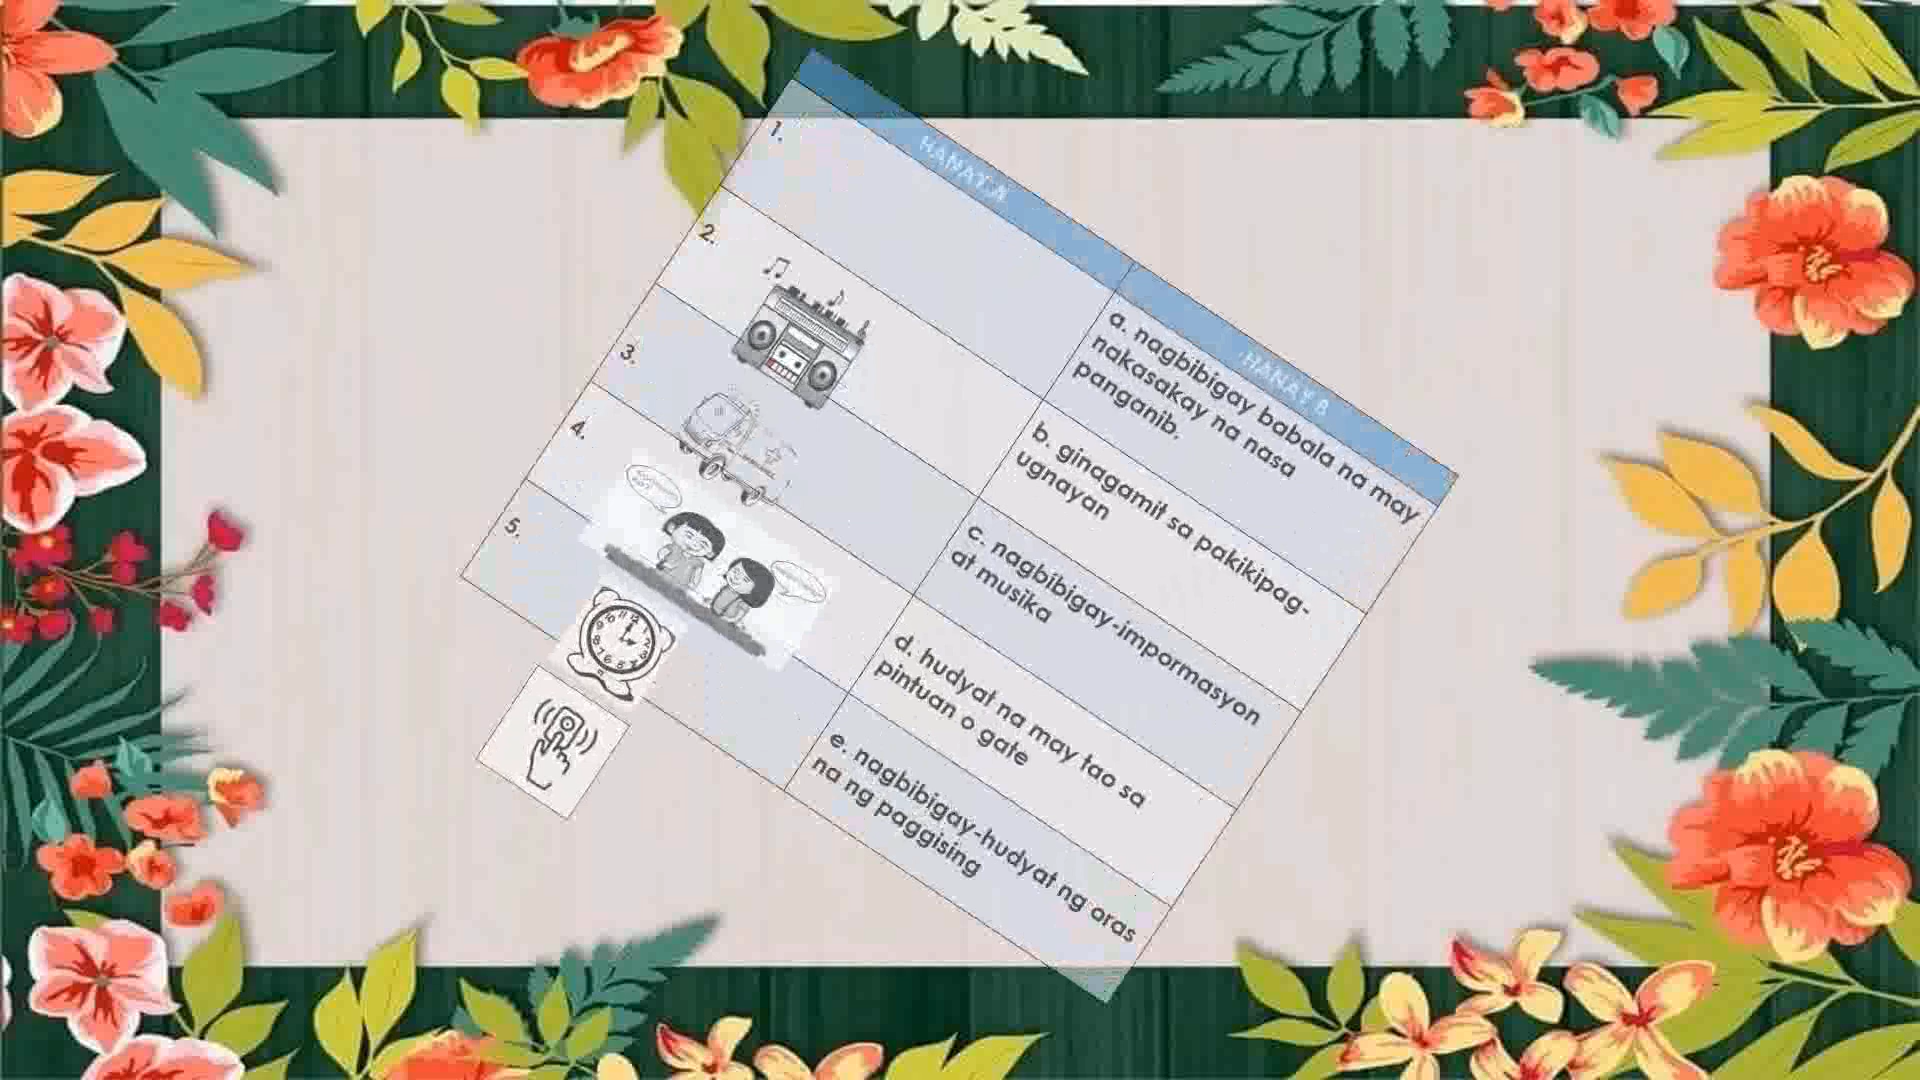 HANAY A
HANAY B
1.
a. nagbibigay babala na may
nakasakay na nasa
panganib.
2.
b. ginagamit sa pakikipag-
ugnayan
3.
c. nagbibigay-impormasyon
at musika
4.
d. hudyat na may tao sa
pintuan o gate
5.
e. nagbibigay-hudyat ng oras
na ng paggising